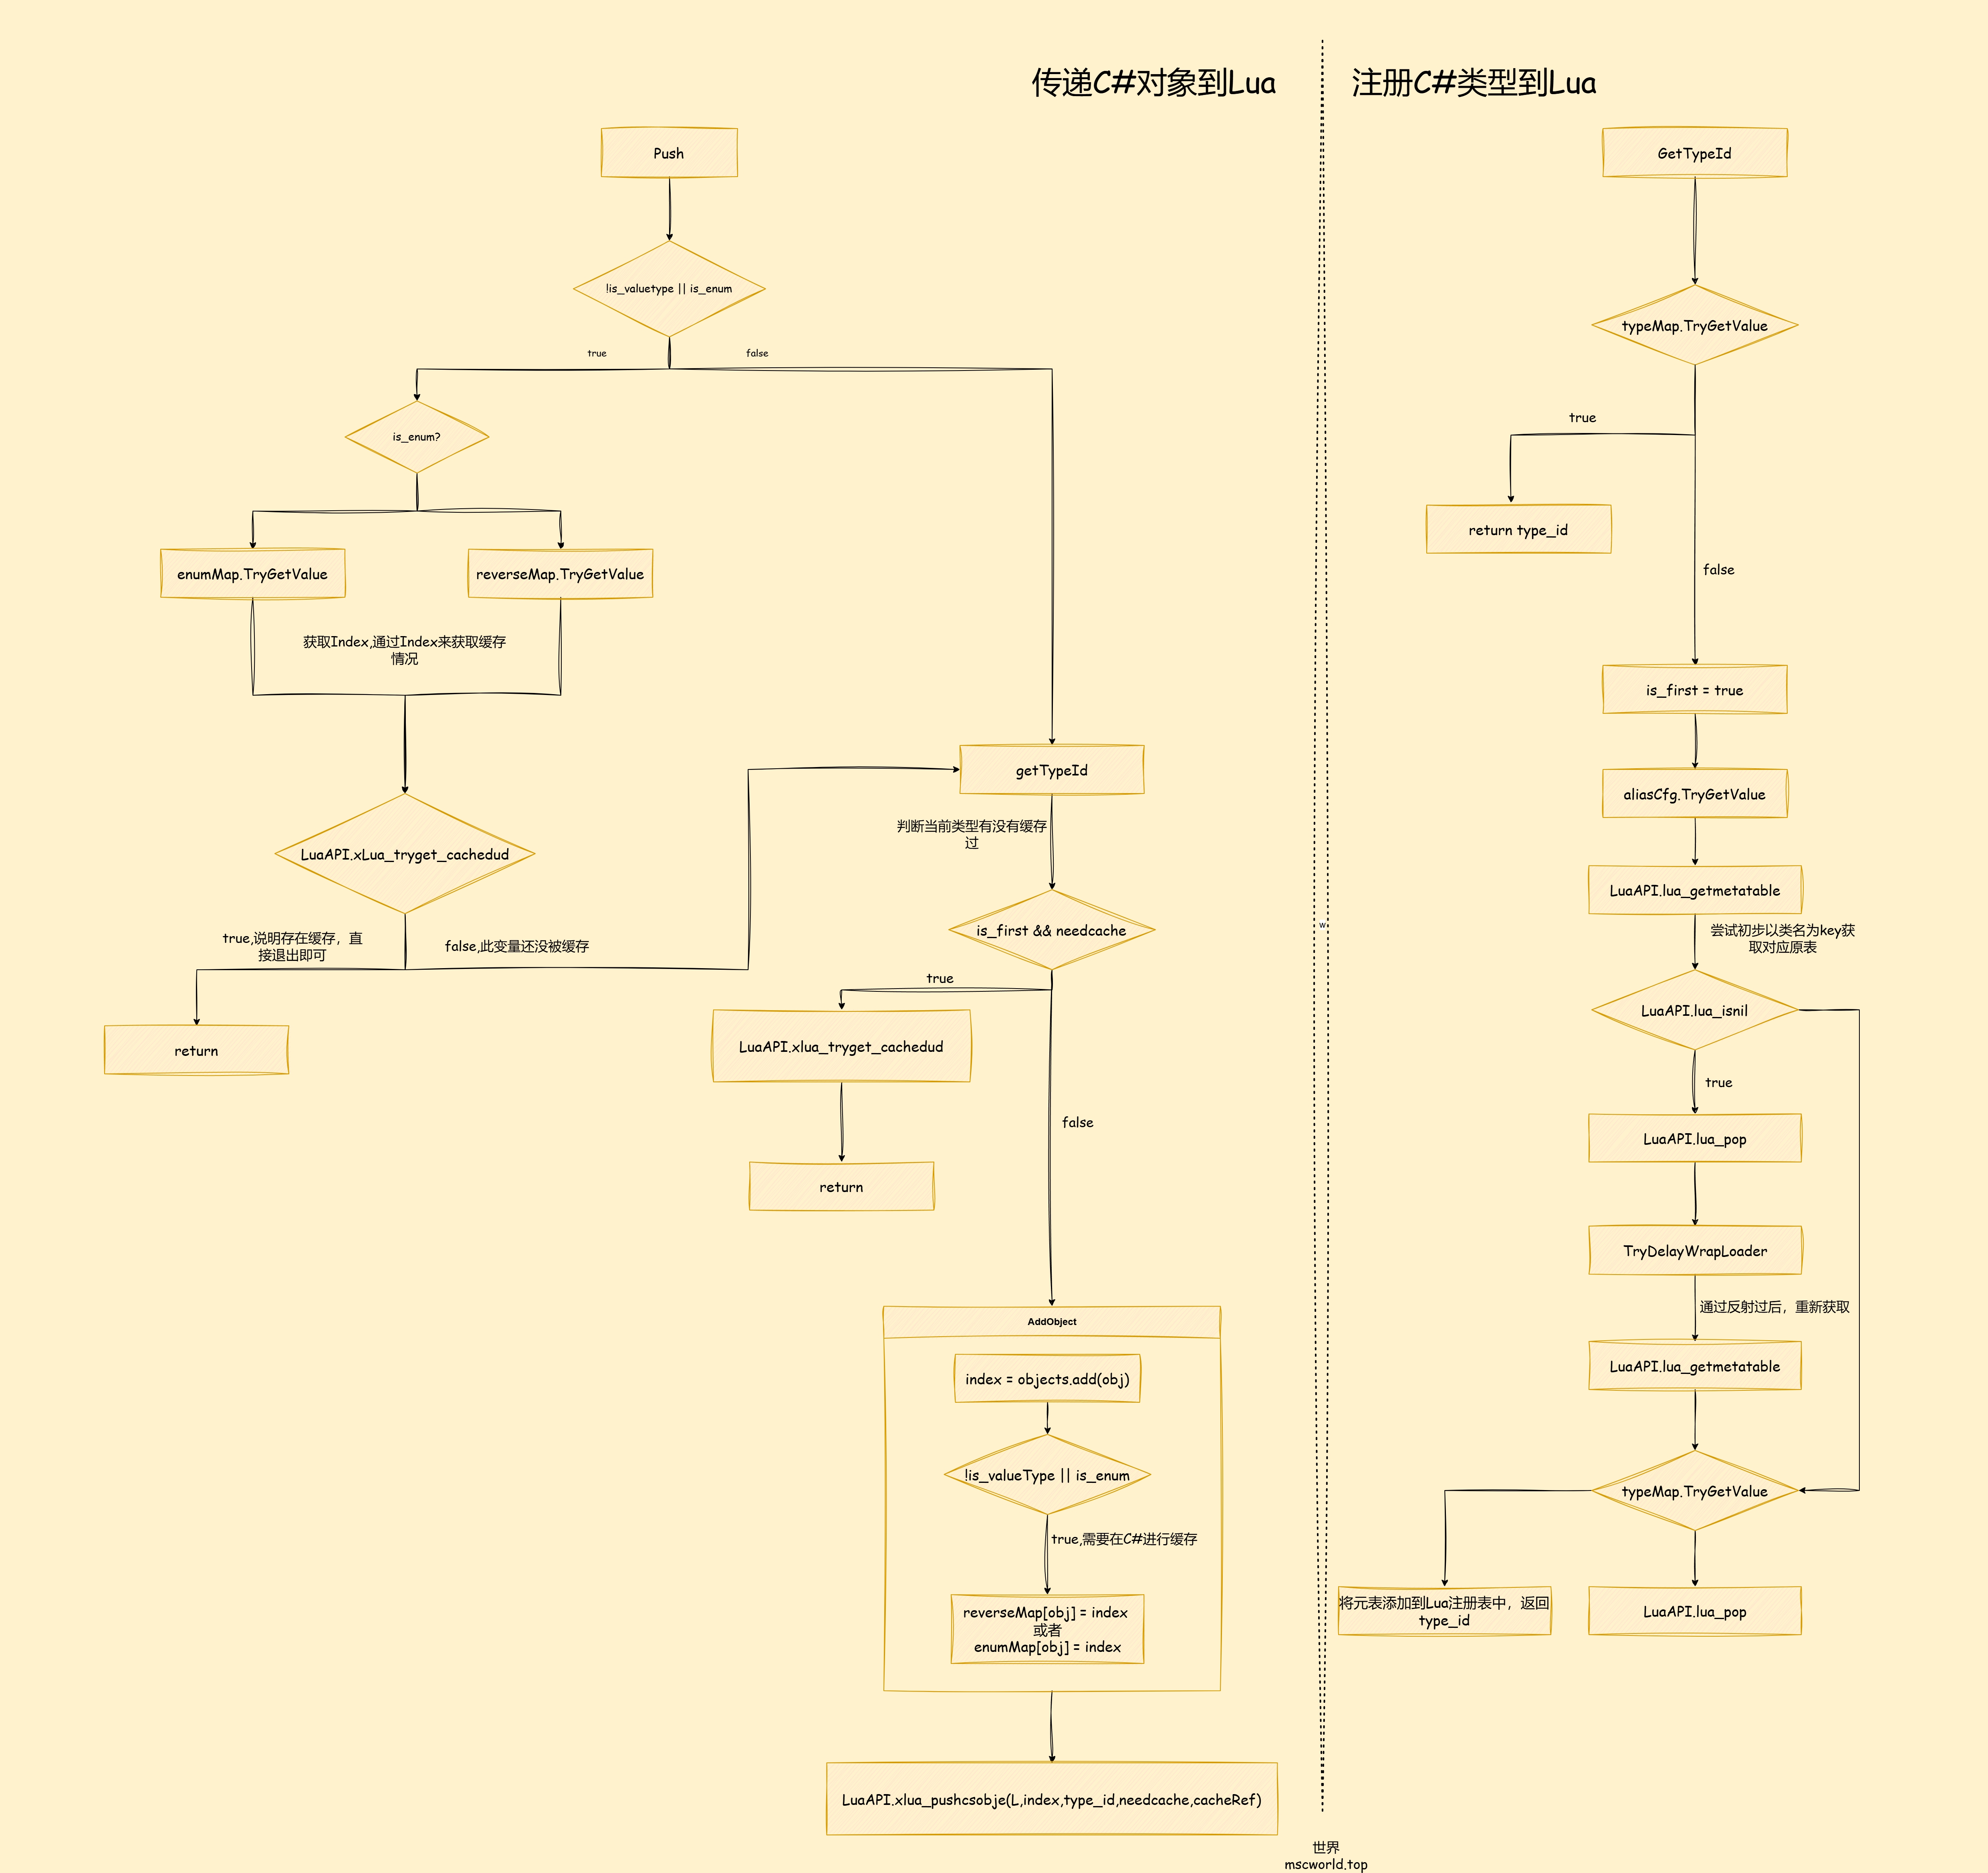 传递C#对象到Lua
Push
!is_valuetype || is_enum
true
false
is_enum?
enumMap.TryGetValue
reverseMap.TryGetValue
获取Index,通过Index来获取缓存
情况
getTypeId
判断当前类型有没有缓存
过
LuaAPI.xLua_tryget_cachedud
true,说明存在缓存，直
接退出即可
false,此变量还没被缓存
return
is_first && needcache
true
LuaAPI.xlua_tryget_cachedud
return
false
AddObject
index = objects.add(obj)
!is_valueType || is_enum
true,需要在C#进行缓存
reverseMap[obj] = index
或者
enumMap[obj] = index
LuaAPI.xlua_pushcsobje(L,index,type_id,needcache,cacheRef)
w
注册C#类型到Lua
GetTypeId
typeMap.TryGetValue
true
return type_id
false
is_first = true
aliasCfg.TryGetValue
LuaAPI.lua_getmetatable
尝试初步以类名为key获
取对应原表
LuaAPI.lua_isnil
true
LuaAPI.lua_pop
TryDelayWrapLoader
通过反射过后，重新获取
LuaAPI.lua_getmetatable
typeMap.TryGetValue
将元表添加到Lua注册表中，返回
type_id
LuaAPI.lua_pop
世界
mscworld.top